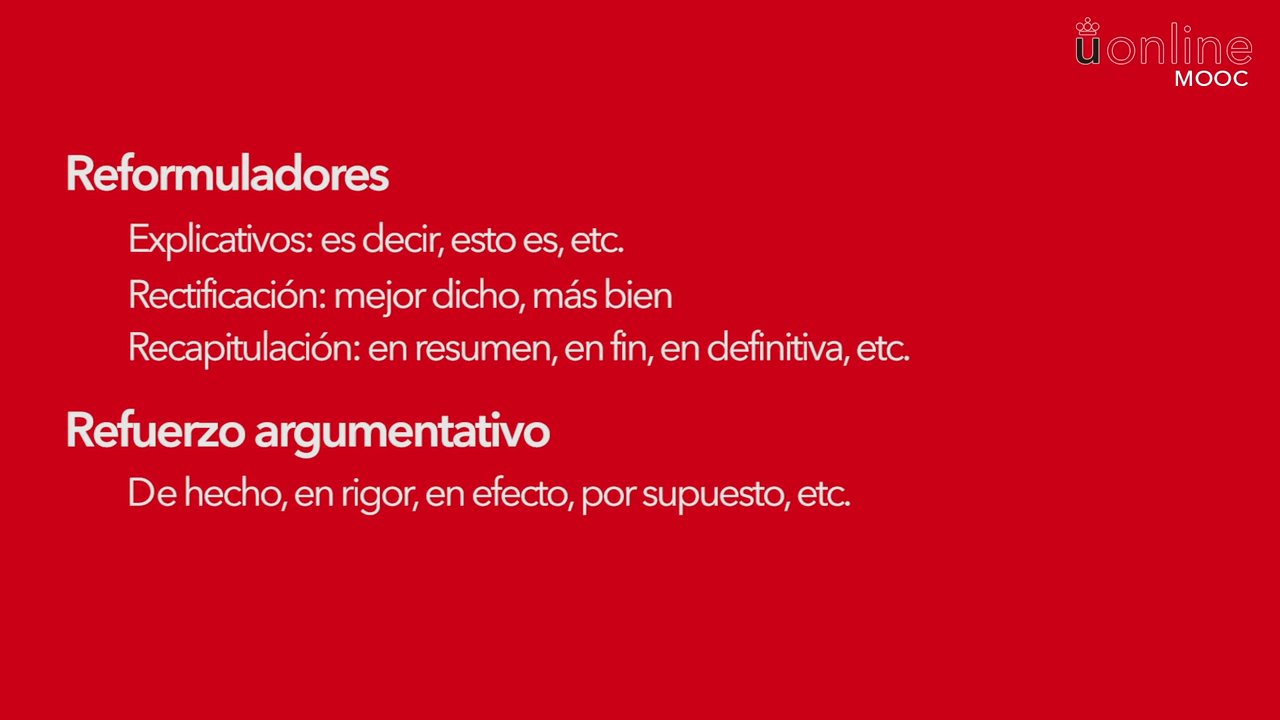 uonline
MOOC
Reformuladores
Explicativos: es decir, esto es, etc.
Rectificación: mejor dicho, más bien
Recapitulación: en resumen, en fin, en definitiva, etc.
Refuerzo argumentativo
De hecho, en rigor, en efecto, por supuesto, etc.